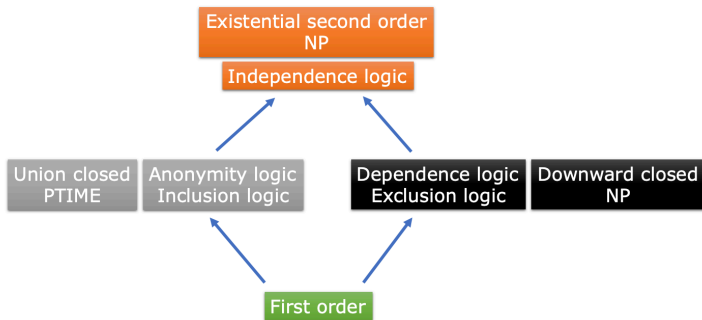 Existential second order
NP
Independence logic
Union closed
PTIME
Anonymity logic
Inclusion logic
Dependence logic
Exclusion logic
Downward closed
NP
First order